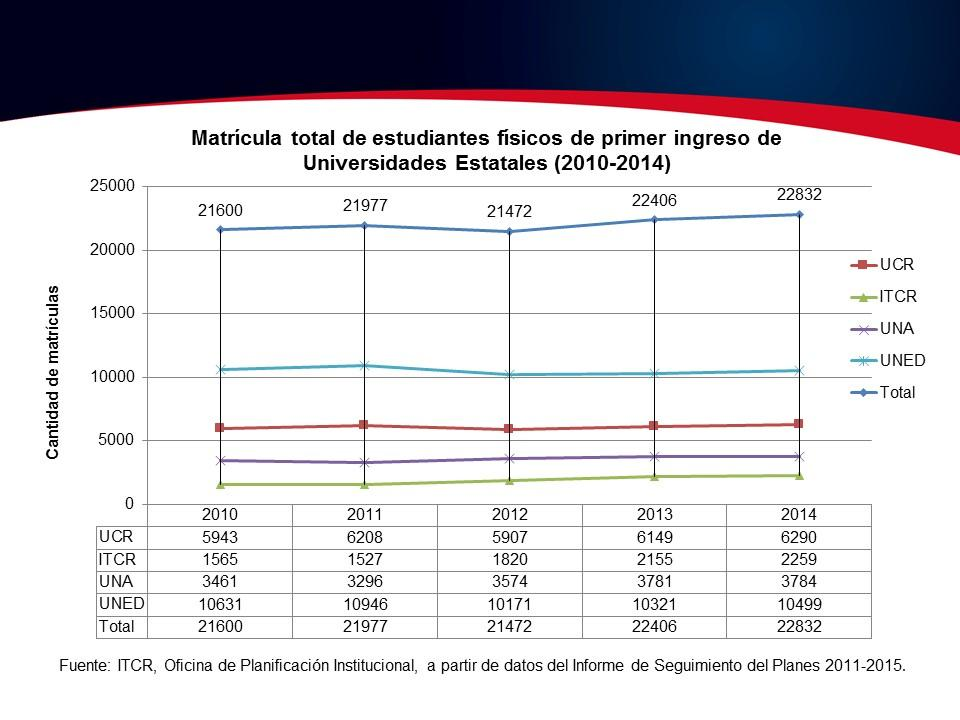 Matrícula total de estudiantes físicos de primer ingreso de
Universidades Estatales (2010-2014)
Cantidad de matrículas
25000
20000
15000
10000
5000
0
21600 21977 21472 22406 22832
UCR
ITCR
UNA
UNED
Total
2010 2011 2012 2013 2014
UCR 5943 6208 5907 6149 6290
ITCR 1565 1527 1820 2155 2259
UNA 3461 3296 3574 3781 3784
UNED 10631 10946 10171 10321 10499
Total 21600 21977 21472 22406 22832
Fuente: ITCR, Oficina de Planificación Institucional, a partir de datos del Informe de Seguimiento del Planes 2011-2015.